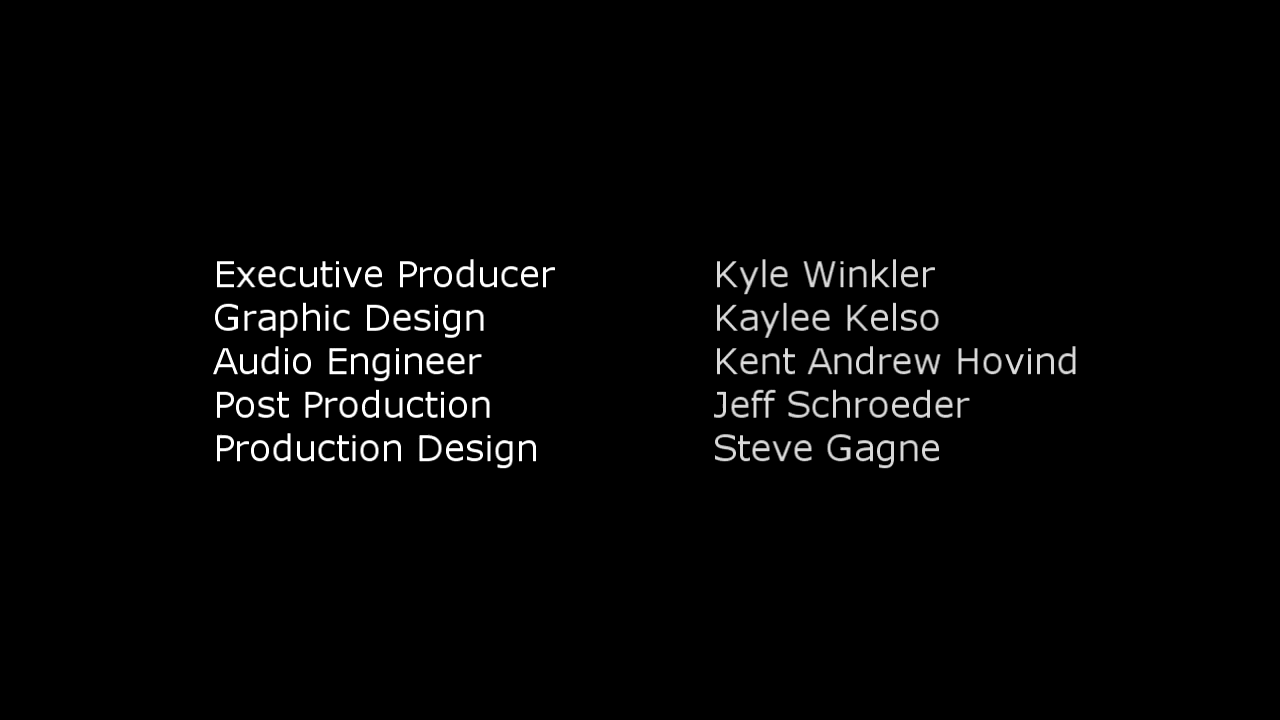 Executive Producer Kyle Winkler
Graphic Design Kaylee Kelso
Audio Engineer Kent Andrew Hovind
Post Production Jeff Schroeder
Production Design Steve Gagne